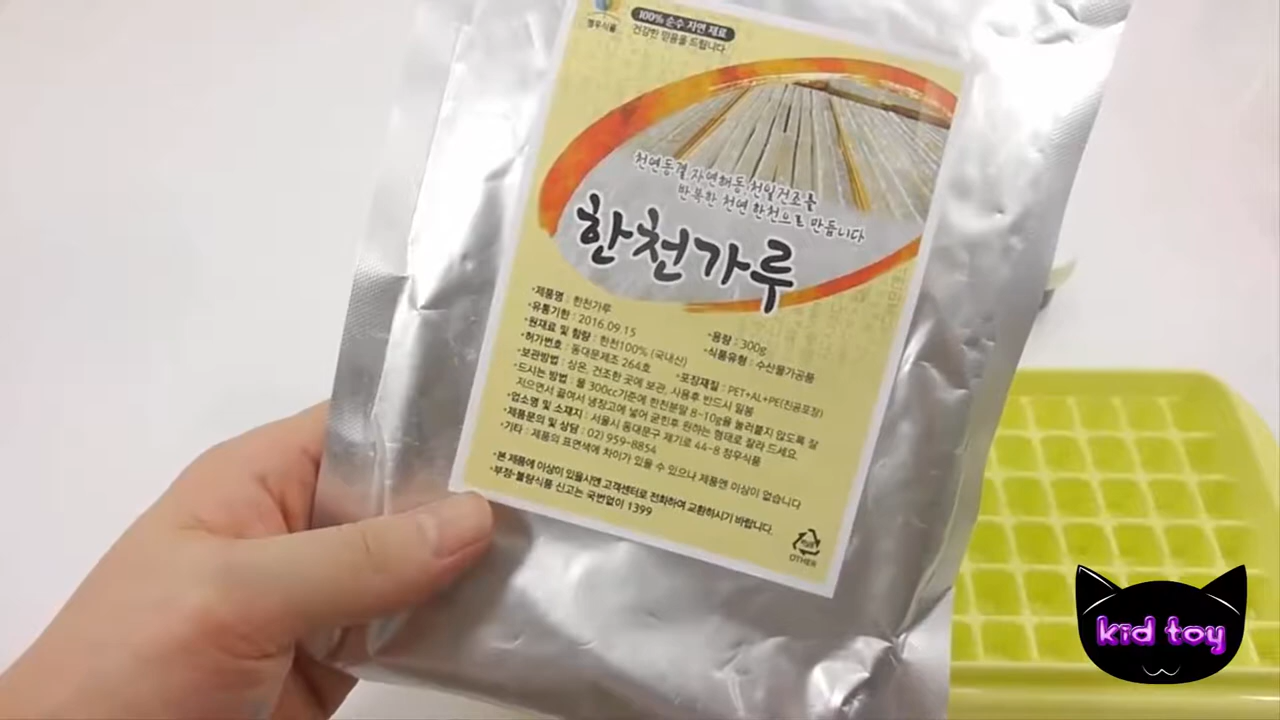 정우식품
100% 순수 자연 재료
건강한 믿음을 드립니다
천연동결,자연해동,천일건조를
반복한 천연 한천으로 만듭니다
한천가루
•제품명 : 한천가루
•유통기한 : 2016.09.15
•용량 : 300g
•원재료 및 함량 : 한천100% (국내산)
•식품유형 : 수산물가공품
•허가번호 : 동대문제조 264호
•포장재질 : PET+AL+PE(진공포장)
•보관방법 : 상온, 건조한 곳에 보관, 사용후 반드시 밀봉
•드시는 방법 : 물 300cc기준에 한천분말 8~10g을 눌러붙지 않도록 잘
저으면서 끓여서 냉장고에 넣어 굳힌후 원하는 형태로 잘라 드세요.
•업소명 및 소재지 : 서울시 동대문구 제기로 44-8 정우식품
•제품문의 및 상담 : 02) 959-8854
•기타 : 제품의 표면색에 차이가 있을 수 있으나 제품엔 이상이 없습니다
•본 제품에 이상이 있을시엔 고객센터로 전화하여 교환하시기 바랍니다.
•부정·불량식품 신고는 국번없이 1399
OTHER
kid toy